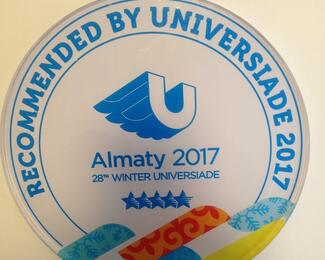 RECOMMENDED BY UNIVERSIADE 2017
U
Almaty 2017
28TH WINTER UNIVERSIADE